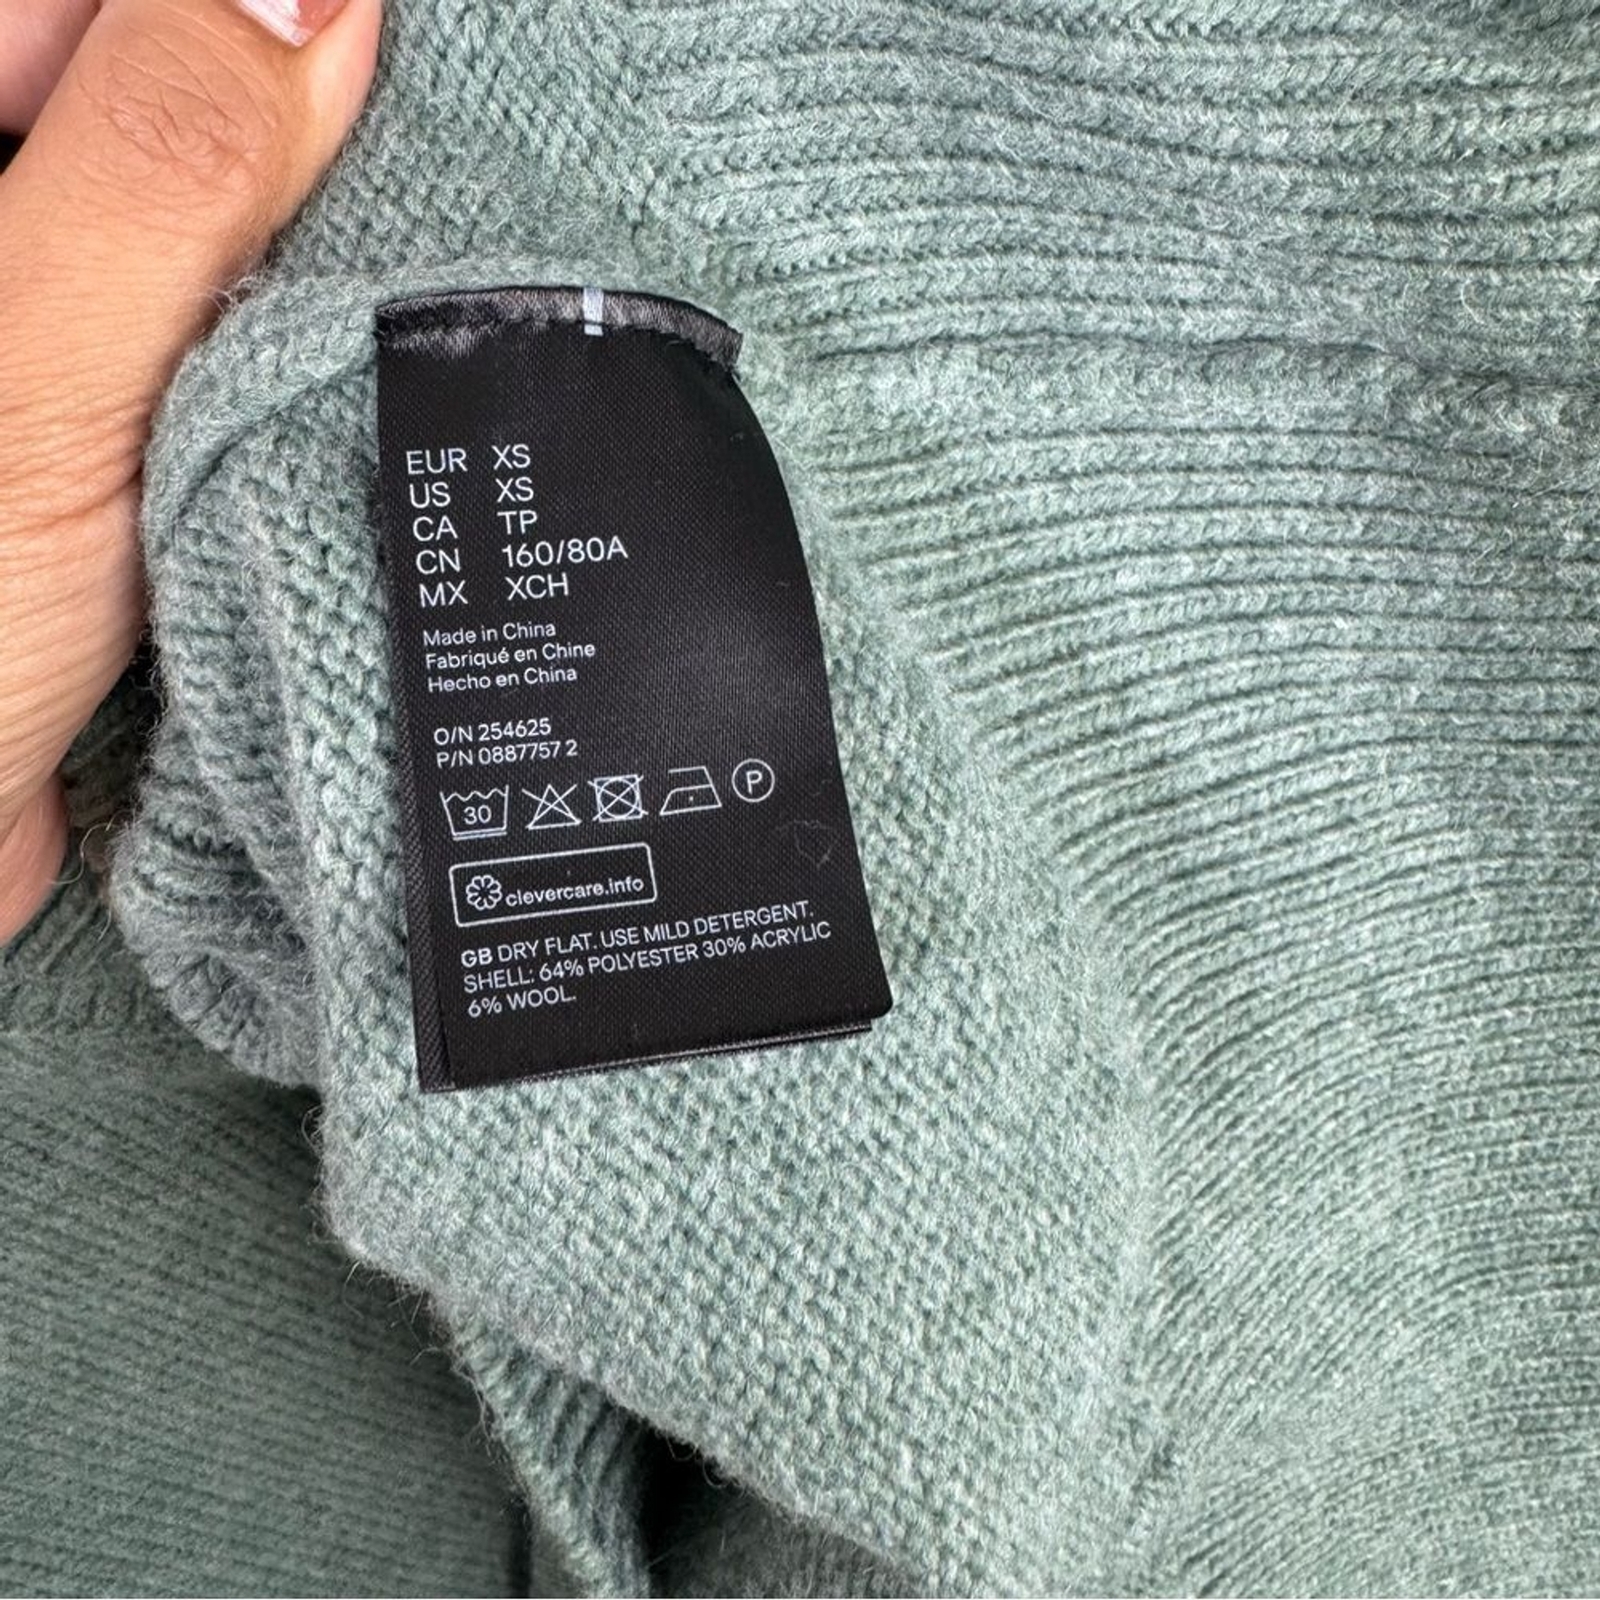 EUR XS
US XS
CA TP
CN 160/80A
MX XCH
Made in China
Fabriqué en Chine
Hecho en China
O/N 254625
P/N 0887757 2
30 P
clevercare.info
GB DRY FLAT. USE MILD DETERGENT.
SHELL: 64% POLYESTER 30% ACRYLIC
6% WOOL.